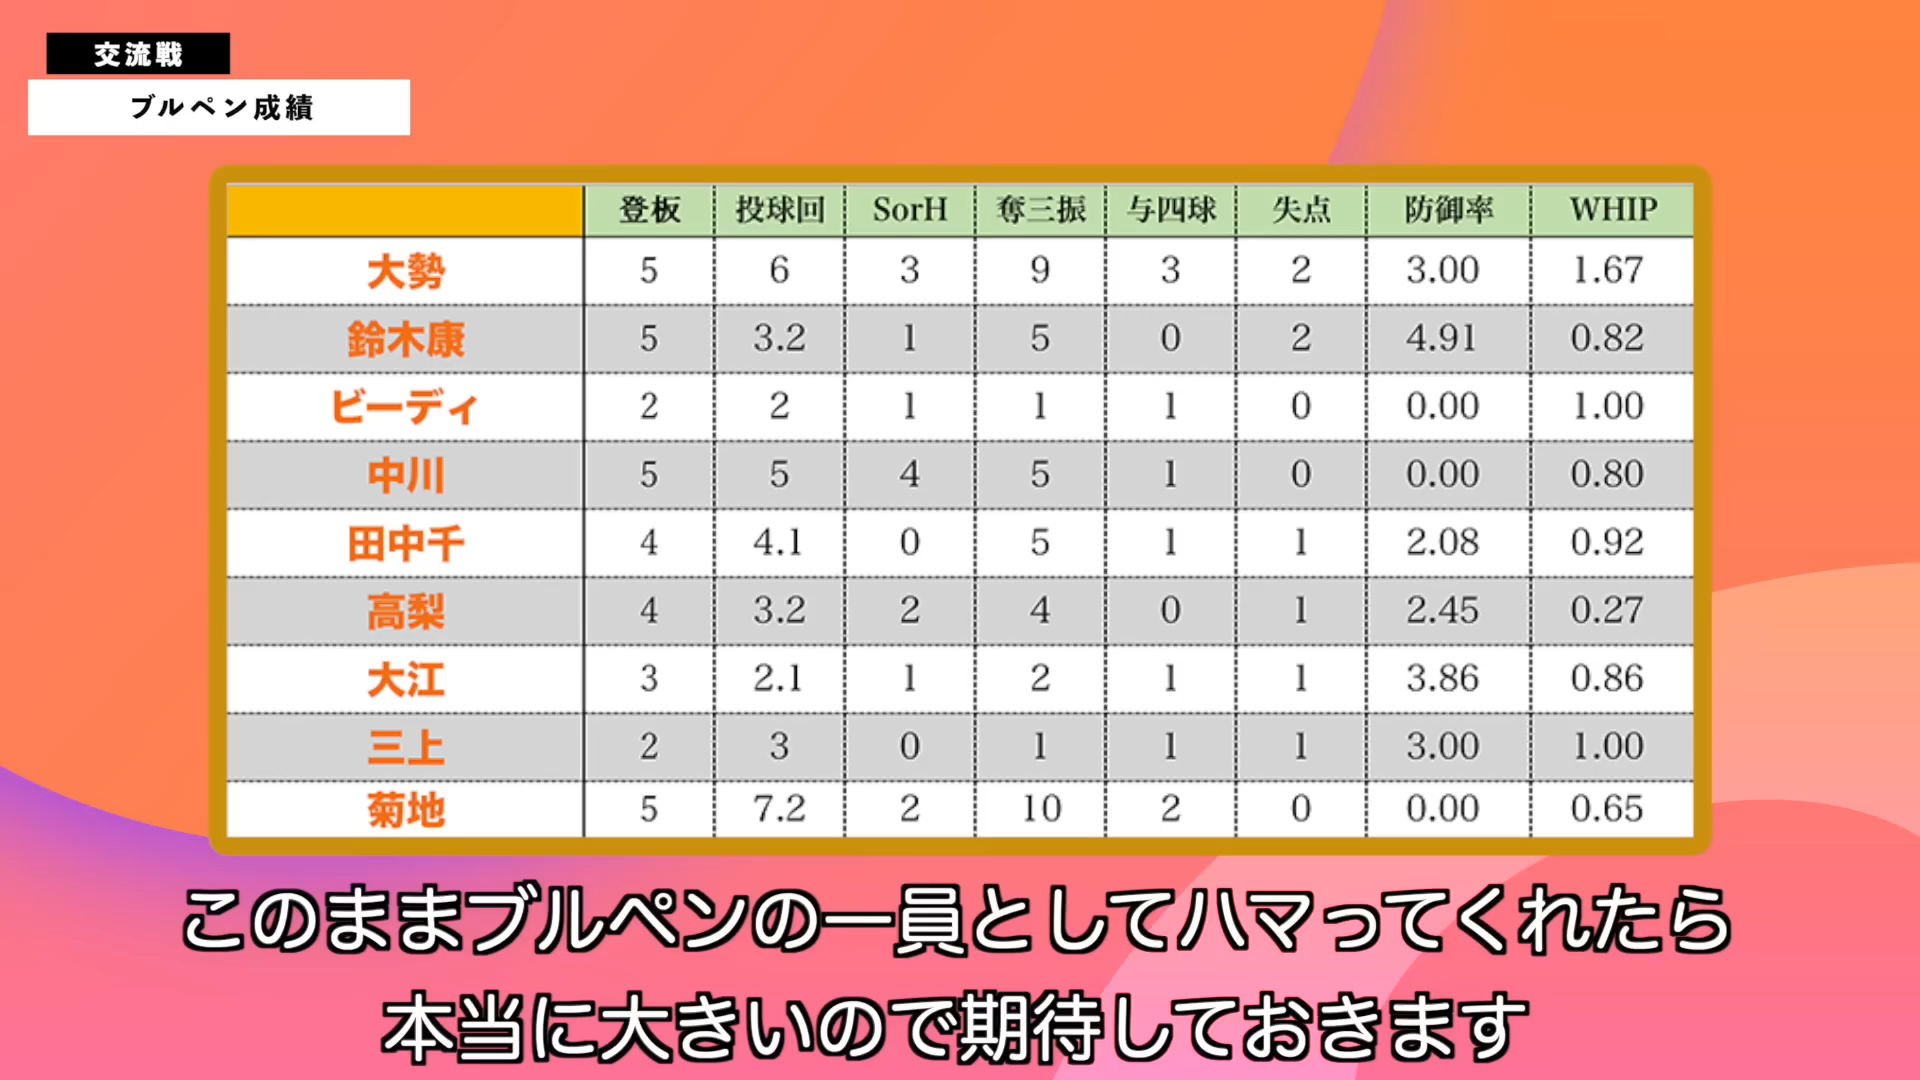 交流戦
ブルペン成績
登板 投球回 SorH 奪三振 与四球 失点 防御率 WHIP
大勢 5 6 3 9 3 2 3.00 1.67
鈴木康 5 3.2 1 5 0 2 4.91 0.82
ビーディ 2 2 1 1 1 0 0.00 1.00
中川 5 5 4 5 1 0 0.00 0.80
田中千 4 4.1 0 5 1 1 2.08 0.92
高梨 4 3.2 2 4 0 1 2.45 0.27
大江 3 2.1 1 2 1 1 3.86 0.86
三上 2 3 0 1 1 1 3.00 1.00
菊地 5 7.2 2 10 2 0 0.00 0.65
このままブルペンの一員としてハマってくれたら
本当に大きいので期待しておきます